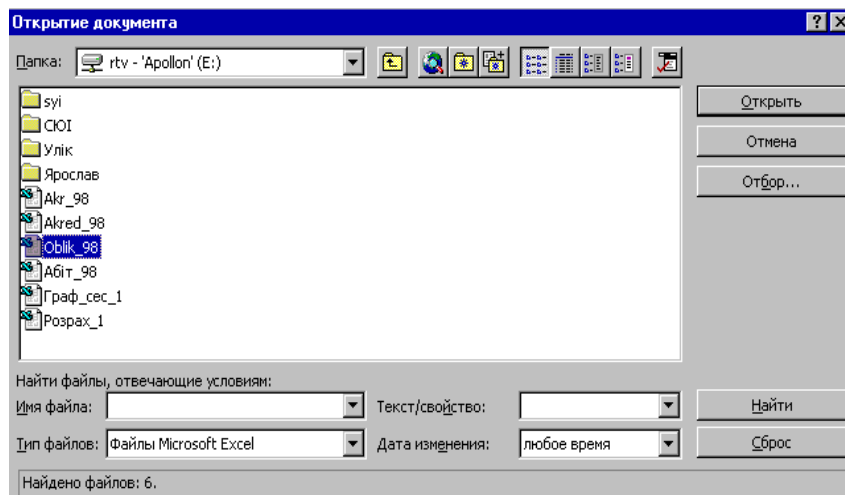 Открытие документа
Папка: rtv - 'Apollon' (E:)
syi
СЮІ
Улік
Ярослав
Akr_98
Akred_98
Oblik_98
Абіт_98
Граф_сес_1
Розрах_1
Открыть
Отмена
Отбор...
Найти файлы, отвечающие условиям:
Имя файла: Текст/свойство: Найти
Тип файлов: Файлы Microsoft Excel Дата изменения: любое время Сброс
Найдено файлов: 6.